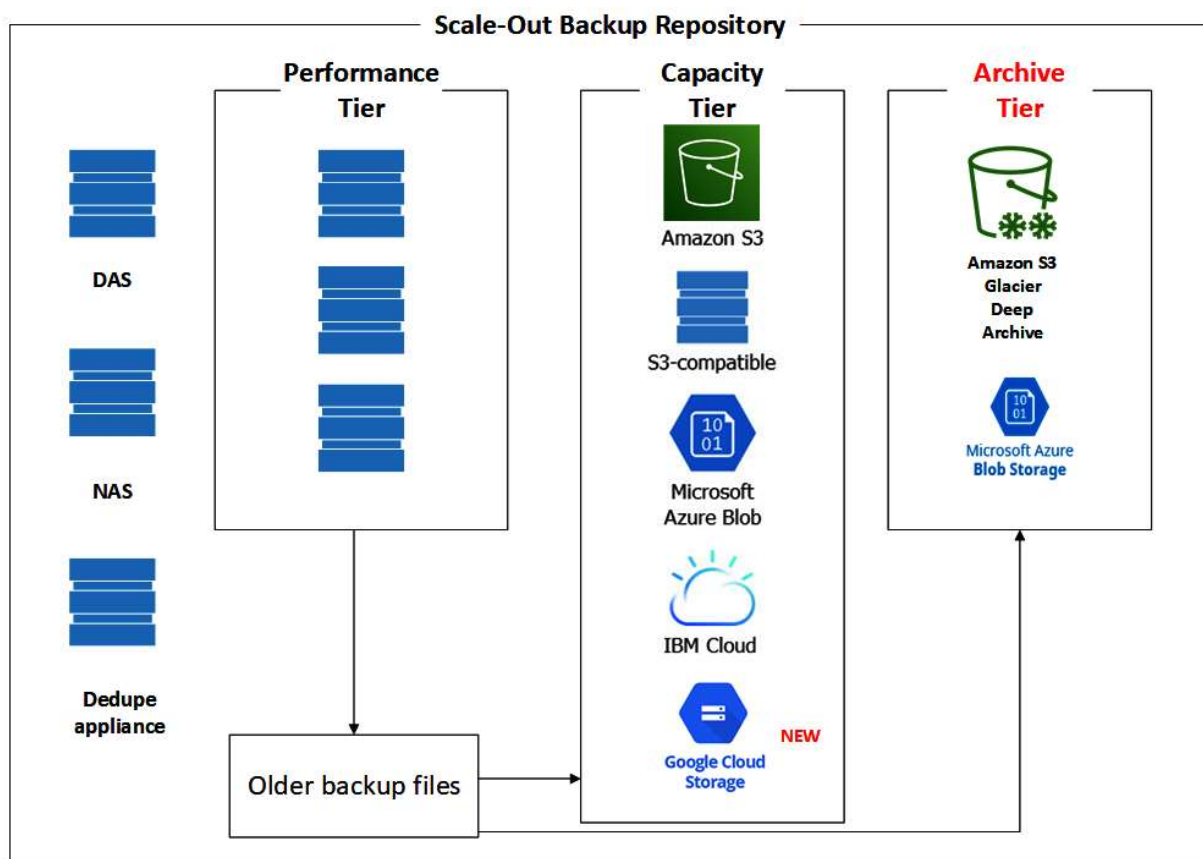 Scale-Out Backup Repository
Performance
Tier
Capacity
Tier
Archive
Tier
DAS
NAS
Dedupe
appliance
Amazon S3
S3-compatible
10
01
Microsoft
Azure Blob
IBM Cloud
NEW
Google Cloud
Storage
Amazon S3
Glacier
Deep
Archive
10
01
Microsoft Azure
Blob Storage
Older backup files